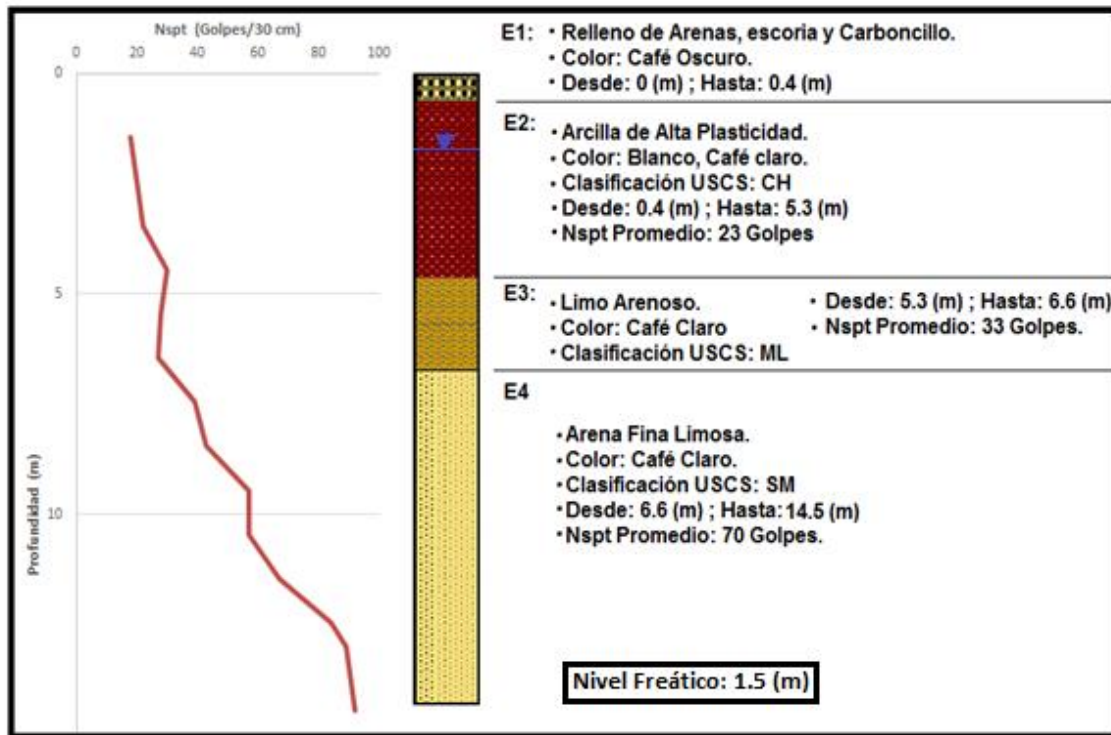 Nspt (Golpes/30 cm)
0 20 40 60 80 100
0
5
10
Profundidad (m)
E1: • Relleno de Arenas, escoria y Carboncillo.
• Color: Café Oscuro.
• Desde: 0 (m) ; Hasta: 0.4 (m)
E2: • Arcilla de Alta Plasticidad.
• Color: Blanco, Café claro.
• Clasificación USCS: CH
• Desde: 0.4 (m) ; Hasta: 5.3 (m)
• Nspt Promedio: 23 Golpes
E3: • Limo Arenoso.
• Color: Café Claro
• Clasificación USCS: ML
• Desde: 5.3 (m) ; Hasta: 6.6 (m)
• Nspt Promedio: 33 Golpes.
E4
• Arena Fina Limosa.
• Color: Café Claro.
• Clasificación USCS: SM
• Desde: 6.6 (m) ; Hasta: 14.5 (m)
• Nspt Promedio: 70 Golpes.
Nivel Freático: 1.5 (m)